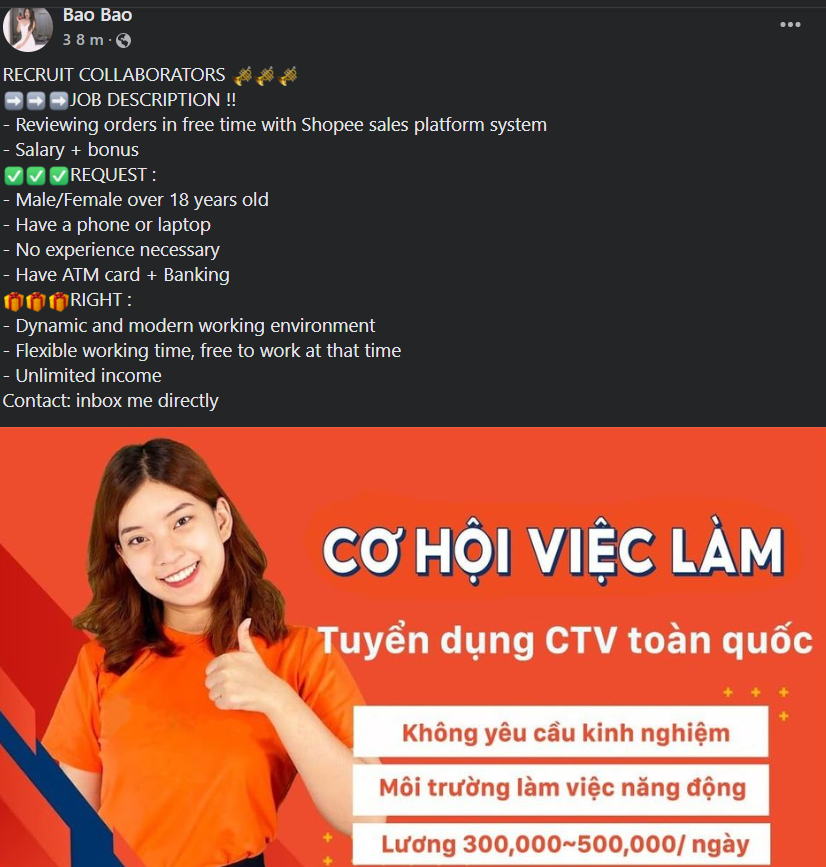 Bao Bao
3 8 m ·
RECRUIT COLLABORATORS 🎺🎺🎺
➡️➡️➡️JOB DESCRIPTION !!
- Reviewing orders in free time with Shopee sales platform system
- Salary + bonus
✅✅✅REQUEST :
- Male/Female over 18 years old
- Have a phone or laptop
- No experience necessary
- Have ATM card + Banking
🎁🎁🎁RIGHT :
- Dynamic and modern working environment
- Flexible working time, free to work at that time
- Unlimited income
Contact: inbox me directly
CƠ HỘI VIỆC LÀM
Tuyển dụng CTV toàn quốc
Không yêu cầu kinh nghiệm
Môi trường làm việc năng động
Lương 300,000~500,000/ ngày